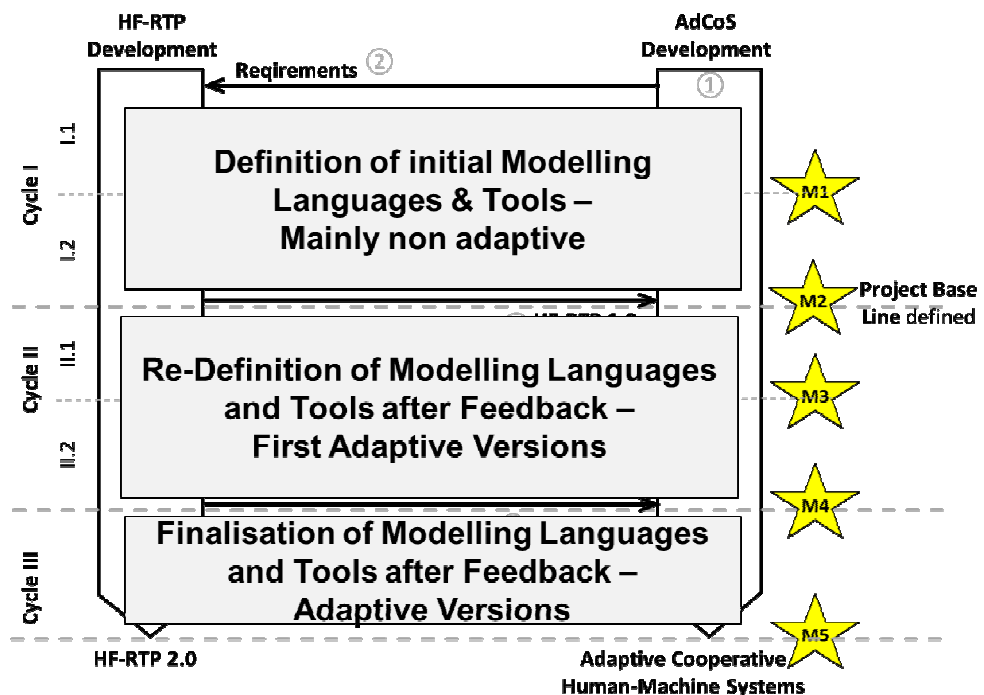 HF-RTP
Development
AdCoS
Development
Reqirements ②
①
Cycle I
I.1
I.2
Definition of initial Modelling
Languages & Tools –
Mainly non adaptive
M1
M2
Project Base
Line defined
Cycle II
II.1
II.2
Re-Definition of Modelling Languages
and Tools after Feedback –
First Adaptive Versions
M3
M4
Cycle III
Finalisation of Modelling Languages
and Tools after Feedback –
Adaptive Versions
M5
HF-RTP 2.0
Adaptive Cooperative
Human-Machine Systems